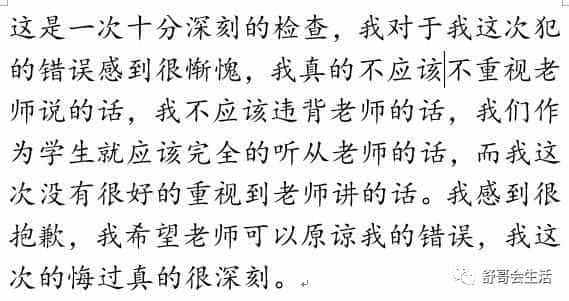 这是一次十分深刻的检查，我对于我这次犯
的错误感到很惭愧，我真的不应该不重视老
师说的话，我不应该违背老师的话，我们作
为学生就应该完全的听从老师的话，而我这
次没有很好的重视到老师讲的话。我感到很
抱歉，我希望老师可以原谅我的错误，我这
次的悔过真的很深刻。
舒哥会生活